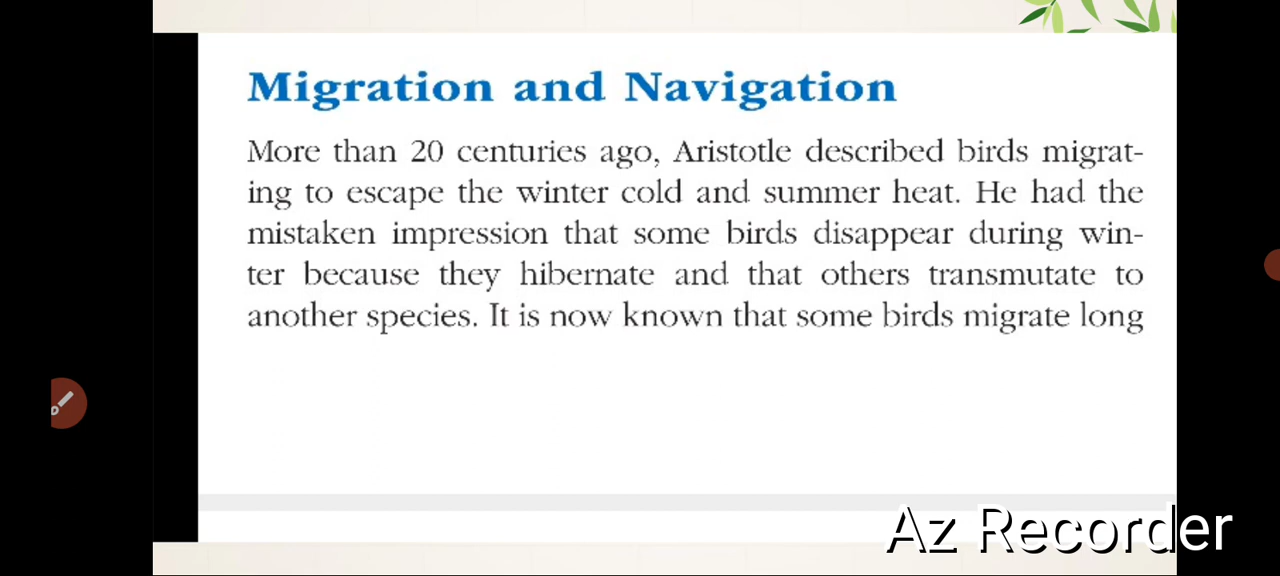 Migration and Navigation
More than 20 centuries ago, Aristotle described birds migrat-
ing to escape the winter cold and summer heat. He had the
mistaken impression that some birds disappear during win-
ter because they hibernate and that others transmutate to
another species. It is now known that some birds migrate long
Az Recorder